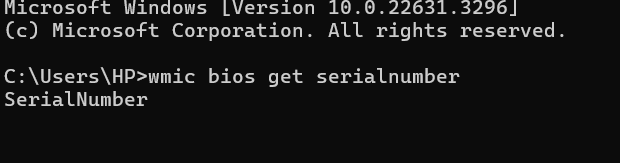 Microsoft Windows [Version 10.0.22631.3296]
(c) Microsoft Corporation. All rights reserved.
C:\Users\HP>wmic bios get serialnumber
SerialNumber